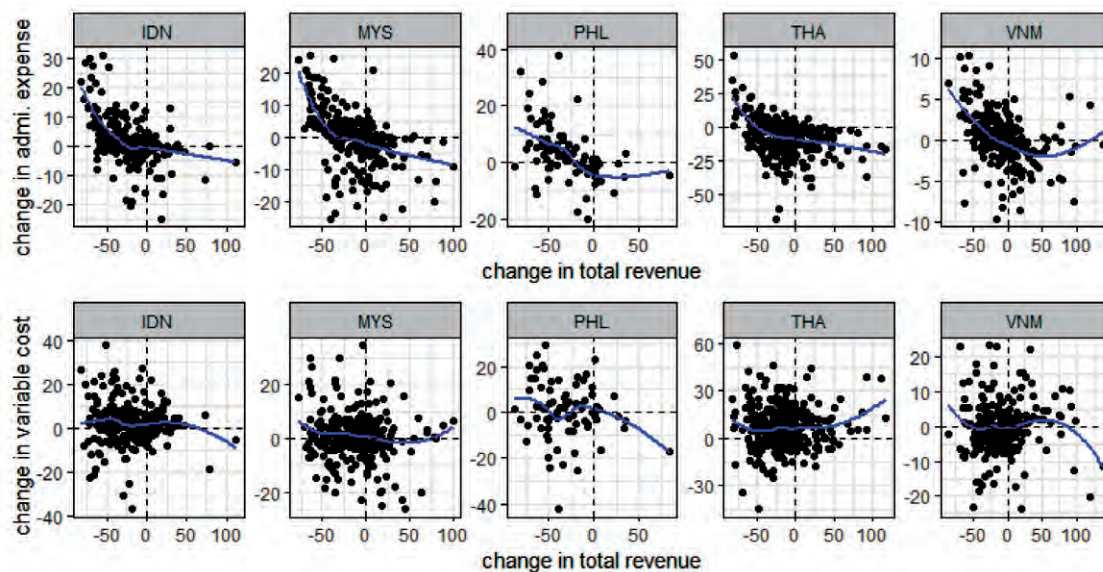 IDN MYS PHL THA VNM
change in admi. expense
30 20 10 0 -10 -20
20 10 0 -10 -20
40 20 0 -20
50 25 0 -25 -50
10 5 0 -5 -10
-50 0 50 100
-50 0 50 100
-50 0 50
-50 0 50 100
-50 0 50 100
change in total revenue
IDN MYS PHL THA VNM
change in variable cost
40 20 0 -20 -40
20 0 -20
20 0 -20 -40
60 30 0 -30
20 10 0 -10 -20
-50 0 50 100
-50 0 50 100
-50 0 50
-50 0 50 100
-50 0 50 100
change in total revenue